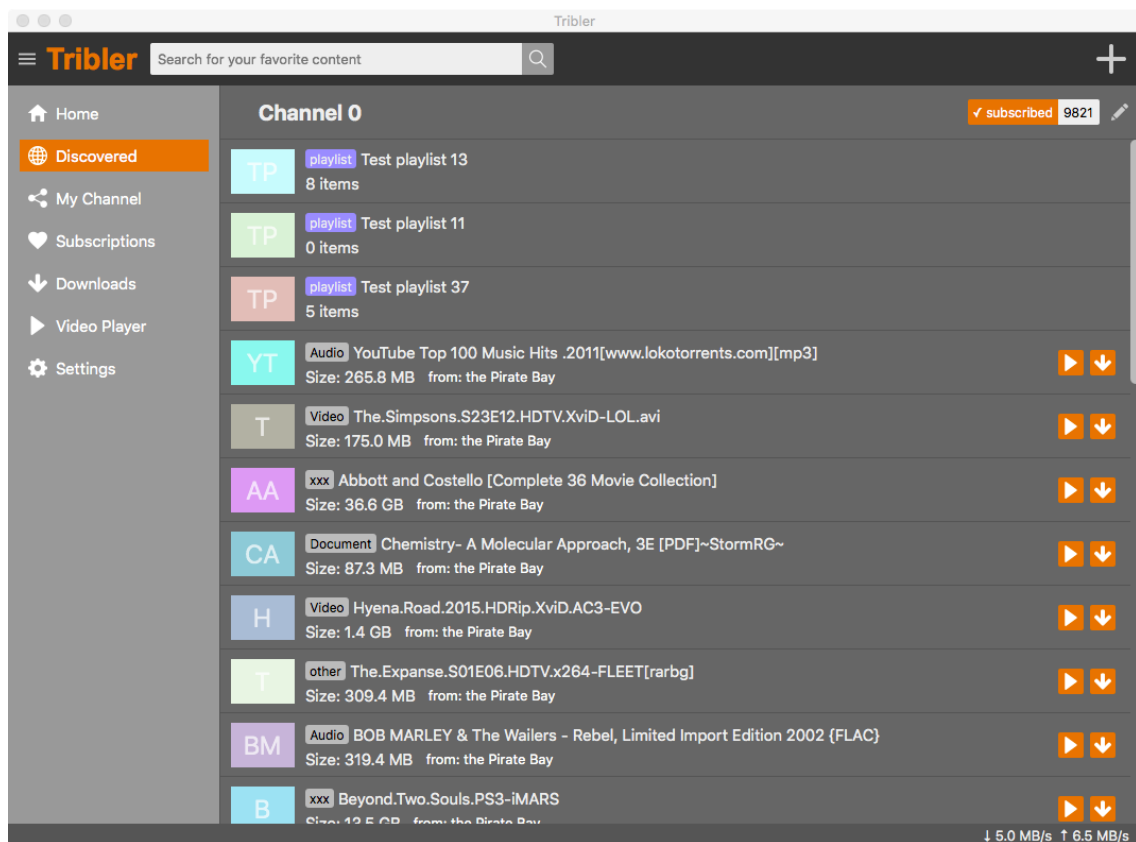 Tribler
Tribler Search for your favorite content
Home
Discovered
My Channel
Subscriptions
Downloads
Video Player
Settings
Channel 0 ✓ subscribed 9821
TP playlist Test playlist 13
8 items
TP playlist Test playlist 11
0 items
TP playlist Test playlist 37
5 items
YT Audio YouTube Top 100 Music Hits .2011[www.lokotorrents.com][mp3]
Size: 265.8 MB from: the Pirate Bay
T Video The.Simpsons.S23E12.HDTV.XviD-LOL.avi
Size: 175.0 MB from: the Pirate Bay
AA xxx Abbott and Costello [Complete 36 Movie Collection]
Size: 36.6 GB from: the Pirate Bay
CA Document Chemistry- A Molecular Approach, 3E [PDF]~StormRG~
Size: 87.3 MB from: the Pirate Bay
H Video Hyena.Road.2015.HDRip.XviD.AC3-EVO
Size: 1.4 GB from: the Pirate Bay
T other The.Expanse.S01E06.HDTV.x264-FLEET[rarbg]
Size: 309.4 MB from: the Pirate Bay
BM Audio BOB MARLEY & The Wailers - Rebel, Limited Import Edition 2002 {FLAC}
Size: 319.4 MB from: the Pirate Bay
B xxx Beyond.Two.Souls.PS3-iMARS
Size: 13.5 GB from: the Pirate Bay
↓ 5.0 MB/s ↑ 6.5 MB/s